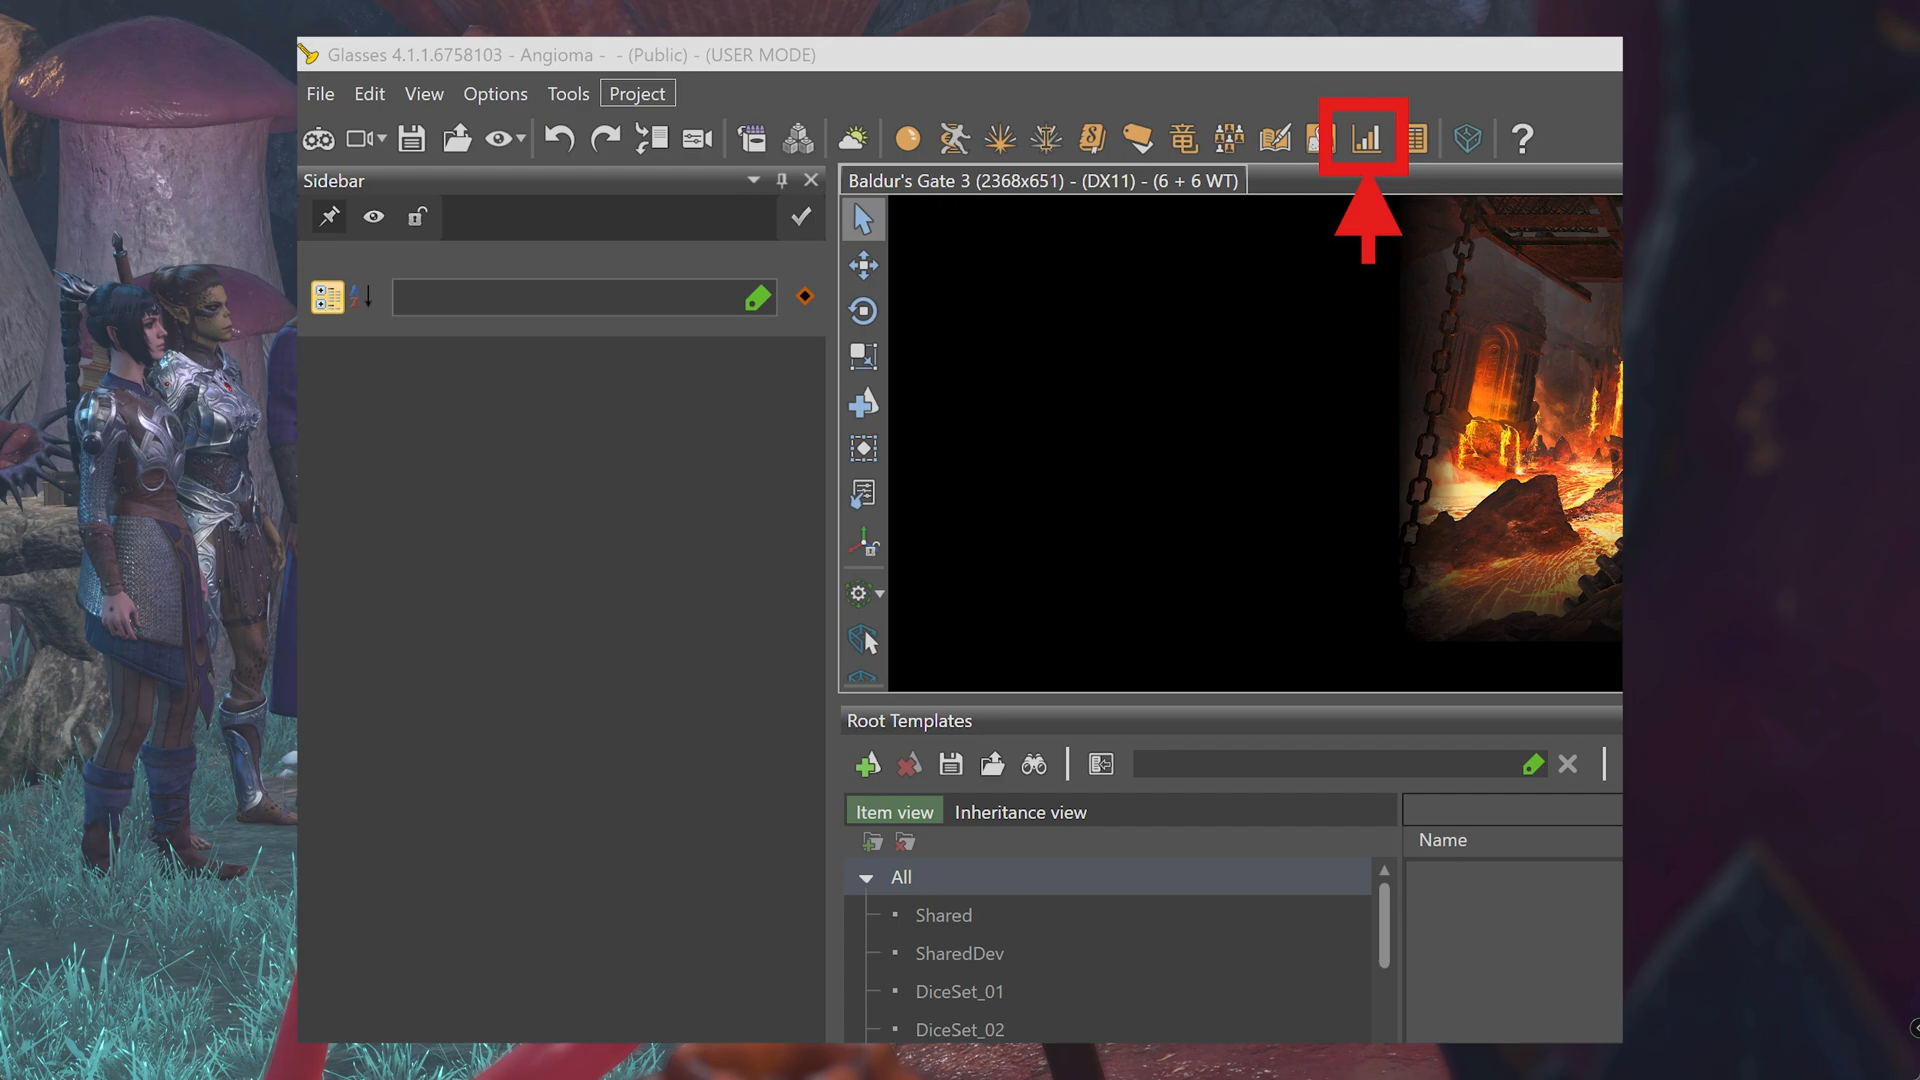 Glasses 4.1.1.6758103 - Angioma -  - (Public) - (USER MODE)
File Edit View Options Tools Project
竜
?
Sidebar
Baldur's Gate 3 (2368x651) - (DX11) - (6 + 6 WT)
Root Templates
Item view Inheritance view
Name
All
Shared
SharedDev
DiceSet_01
DiceSet_02